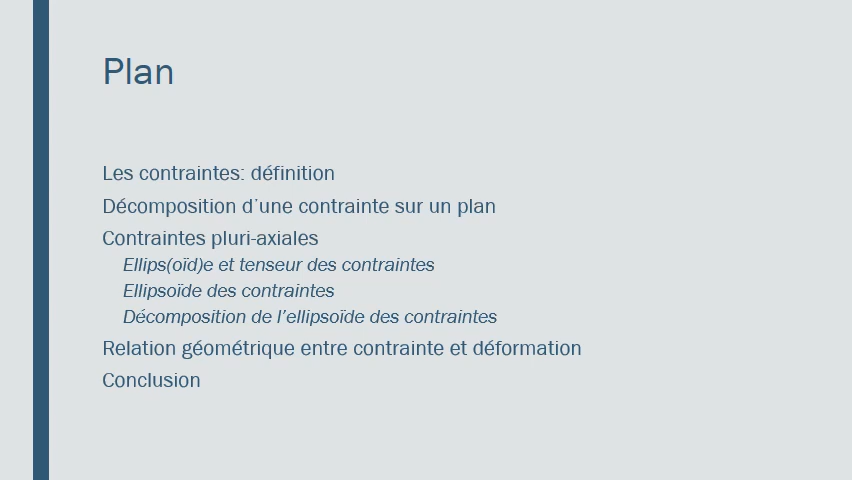 Plan
Les contraintes: définition
Décomposition d'une contrainte sur un plan
Contraintes pluri-axiales
Ellips(oïd)e et tenseur des contraintes
Ellipsoïde des contraintes
Décomposition de l'ellipsoïde des contraintes
Relation géométrique entre contrainte et déformation
Conclusion